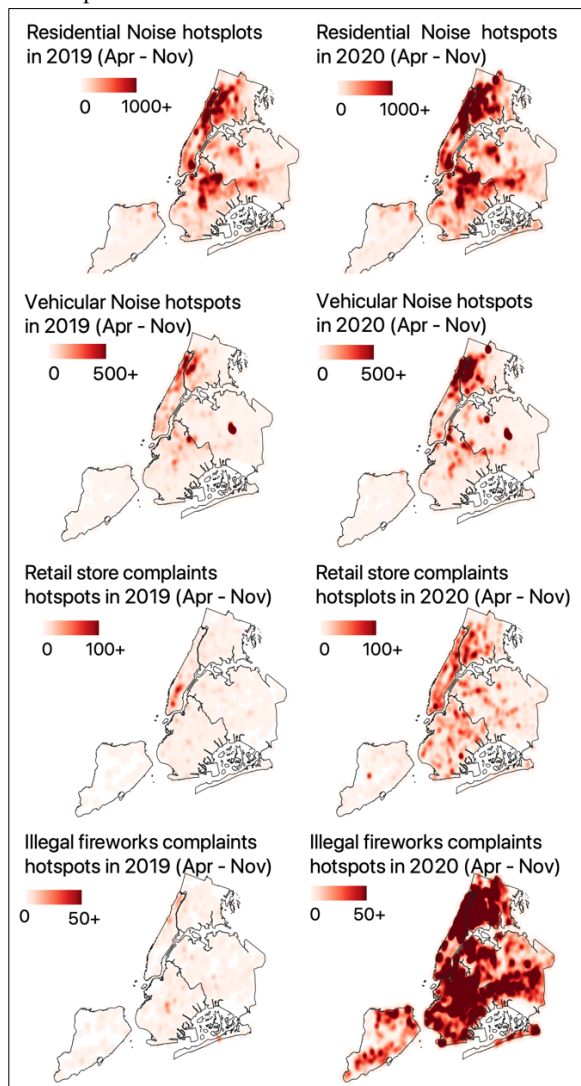 Residential Noise hotsplots
in 2019 (Apr - Nov)
0 1000+
Residential Noise hotspots
in 2020 (Apr - Nov)
0 1000+
Vehicular Noise hotspots
in 2019 (Apr - Nov)
0 500+
Vehicular Noise hotspots
in 2020 (Apr - Nov)
0 500+
Retail store complaints
hotspots in 2019 (Apr - Nov)
0 100+
Retail store complaints
hotsplots in 2020 (Apr - Nov)
0 100+
Illegal fireworks complaints
hotspots in 2019 (Apr - Nov)
0 50+
Illegal fireworks complaints
hotspots in 2020 (Apr - Nov)
0 50+